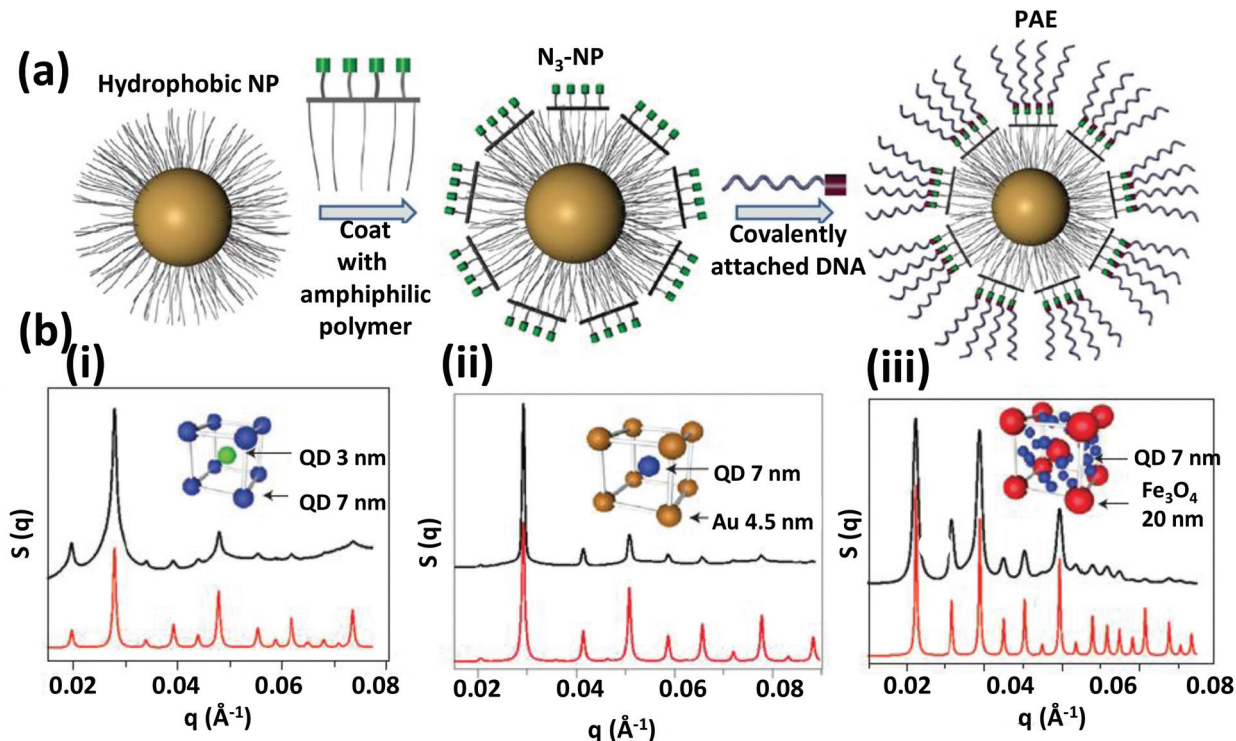 (a)
Hydrophobic NP
Coat
with
amphiphilic
polymer
N₃-NP
Covalently
attached DNA
PAE
(b)
(i)
QD 3 nm
QD 7 nm
S (q)
0.02 0.04 0.06 0.08
q (Å⁻¹)
(ii)
QD 7 nm
Au 4.5 nm
S (q)
0.02 0.04 0.06 0.08
q (Å⁻¹)
(iii)
QD 7 nm
Fe₃O₄
20 nm
S (q)
0.02 0.04 0.06 0.08
q (Å⁻¹)